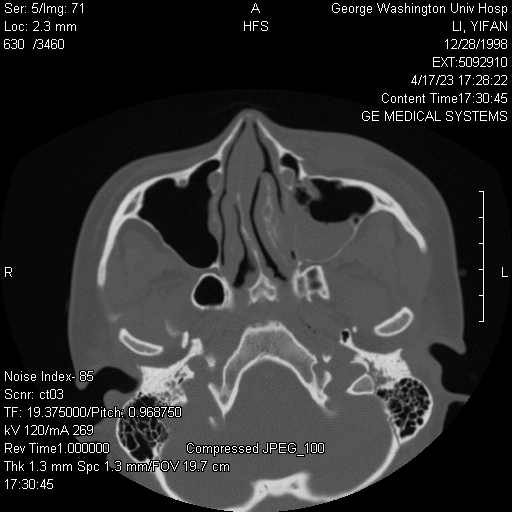 Ser: 5/Img: 71
Loc: 2.3 mm
630 /3460
A
HFS
George Washington Univ Hosp
LI, YIFAN
12/28/1998
EXT:5092910
4/17/23 17:28:22
Content Time17:30:45
GE MEDICAL SYSTEMS
R
L
Noise Index- 85
Scnr: ct03
TF: 19.375000/Pitch: 0.968750
kV 120/mA 269
Rev Time1.000000
Compressed JPEG_100
Thk 1.3 mm Spc 1.3 mm/FOV 19.7 cm
17:30:45